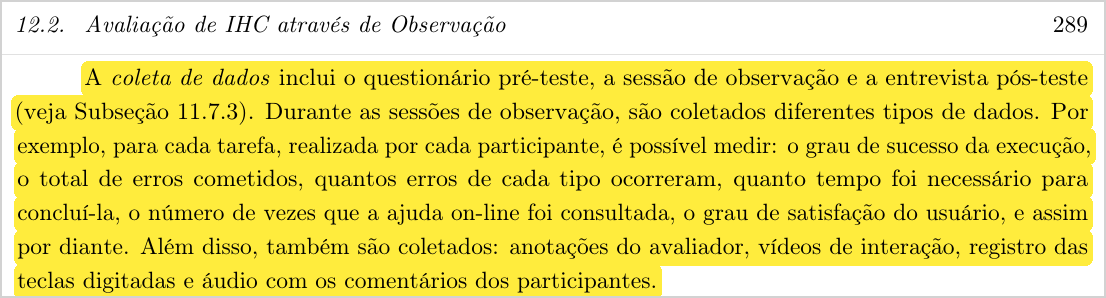 12.2. Avaliação de IHC através de Observação 289
A coleta de dados inclui o questionário pré-teste, a sessão de observação e a entrevista pós-teste
(veja Subseção 11.7.3). Durante as sessões de observação, são coletados diferentes tipos de dados. Por
exemplo, para cada tarefa, realizada por cada participante, é possível medir: o grau de sucesso da execução,
o total de erros cometidos, quantos erros de cada tipo ocorreram, quanto tempo foi necessário para
concluí-la, o número de vezes que a ajuda on-line foi consultada, o grau de satisfação do usuário, e assim
por diante. Além disso, também são coletados: anotações do avaliador, vídeos de interação, registro das
teclas digitadas e áudio com os comentários dos participantes.